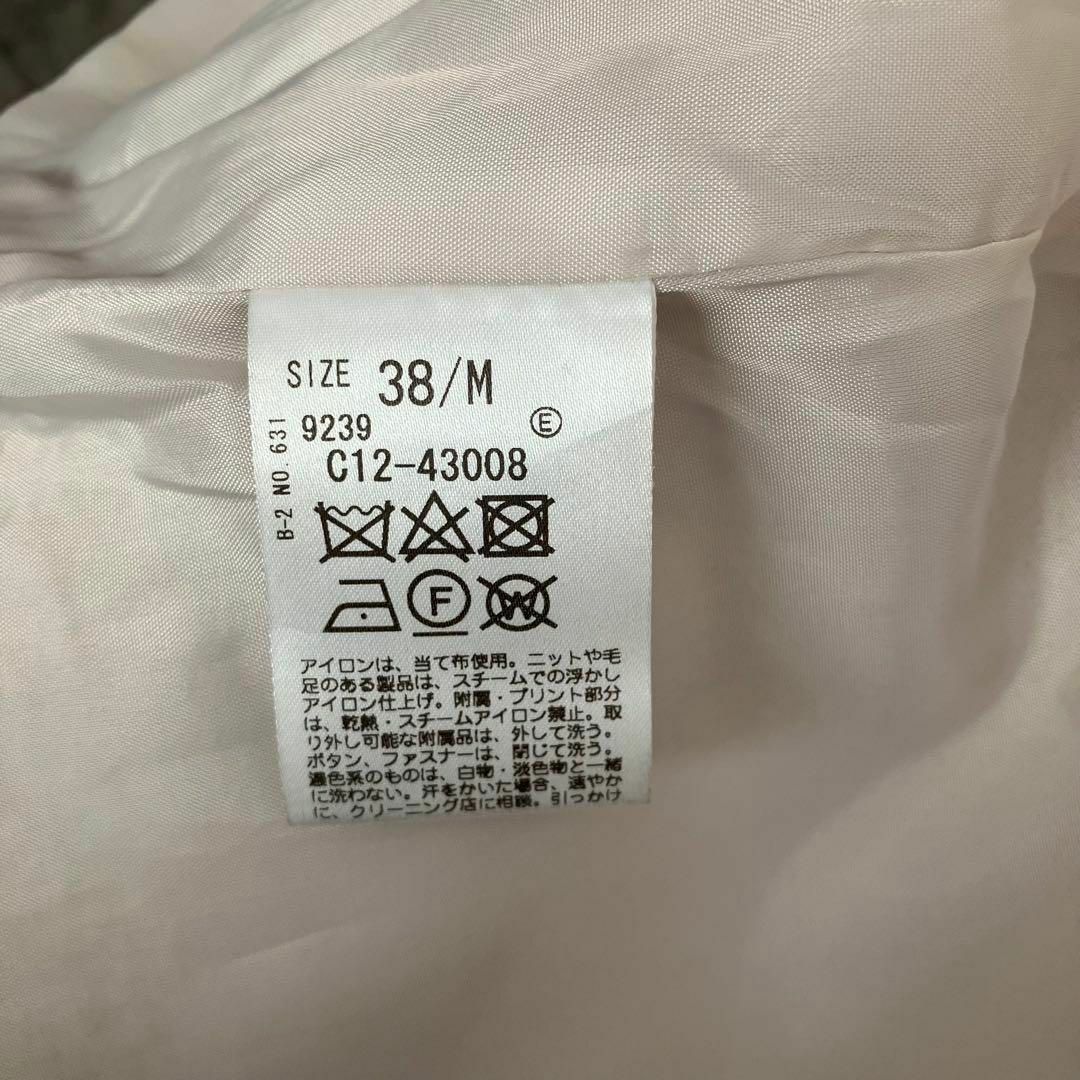 SIZE 38/M
9239 Ⓔ
C12-43008
B-2 NO.631
F
W
アイロンは、当て布使用。ニットや毛
足のある製品は、スチームでの浮かし
アイロン仕上げ。附属・プリント部分
は、乾熱・スチームアイロン禁止。取
り外し可能な附属品は、外して洗う。
ボタン、ファスナーは、閉じて洗う。
濃色系のものは、白物・淡色物と一緒
に洗わない。汗をかいた場合、速やか
に、クリーニング店に相談。引っかけ